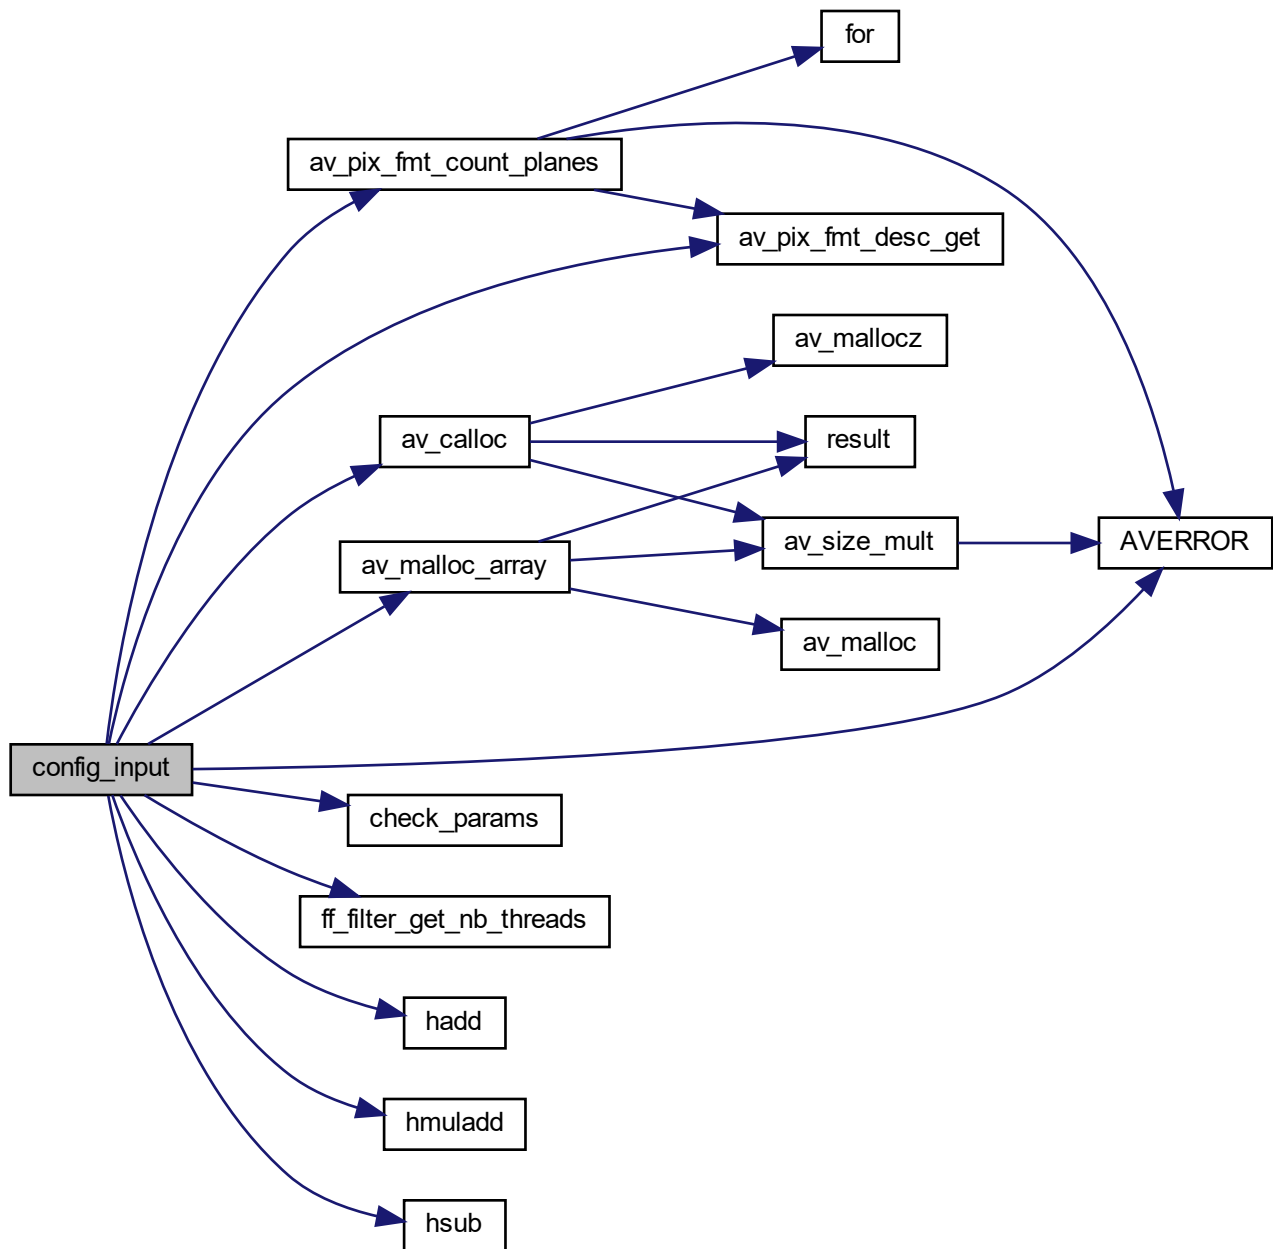 for
av_pix_fmt_count_planes
av_pix_fmt_desc_get
av_mallocz
av_calloc
result
av_size_mult
AVERROR
av_malloc_array
av_malloc
config_input
check_params
ff_filter_get_nb_threads
hadd
hmuladd
hsub